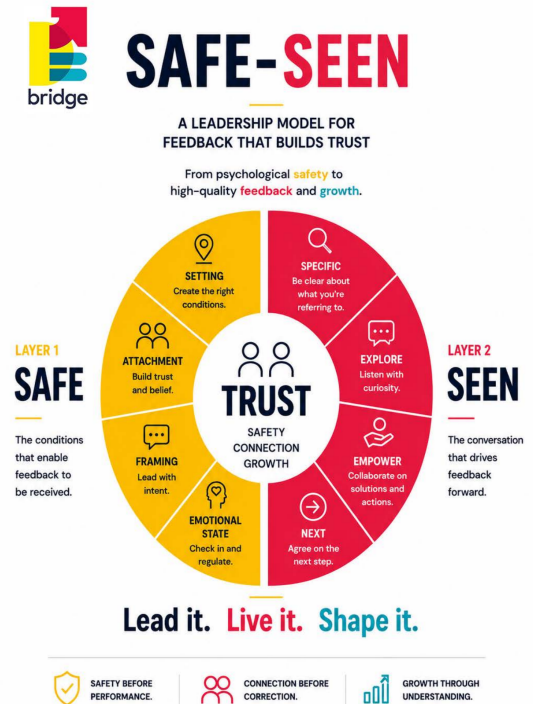 bridge
SAFE-SEEN
A LEADERSHIP MODEL FOR
FEEDBACK THAT BUILDS TRUST
From psychological safety to
high-quality feedback and growth.
LAYER 1
SAFE
The conditions
that enable
feedback to
be received.
SETTING
Create the right
conditions.
ATTACHMENT
Build trust
and belief.
FRAMING
Lead with
intent.
EMOTIONAL
STATE
Check in and
regulate.
TRUST
SAFETY
CONNECTION
GROWTH
SPECIFIC
Be clear about
what you're
referring to.
EXPLORE
Listen with
curiosity.
EMPOWER
Collaborate on
solutions and
actions.
NEXT
Agree on the
next step.
LAYER 2
SEEN
The conversation
that drives
feedback
forward.
Lead it. Live it. Shape it.
SAFETY BEFORE
PERFORMANCE.
CONNECTION BEFORE
CORRECTION.
GROWTH THROUGH
UNDERSTANDING.